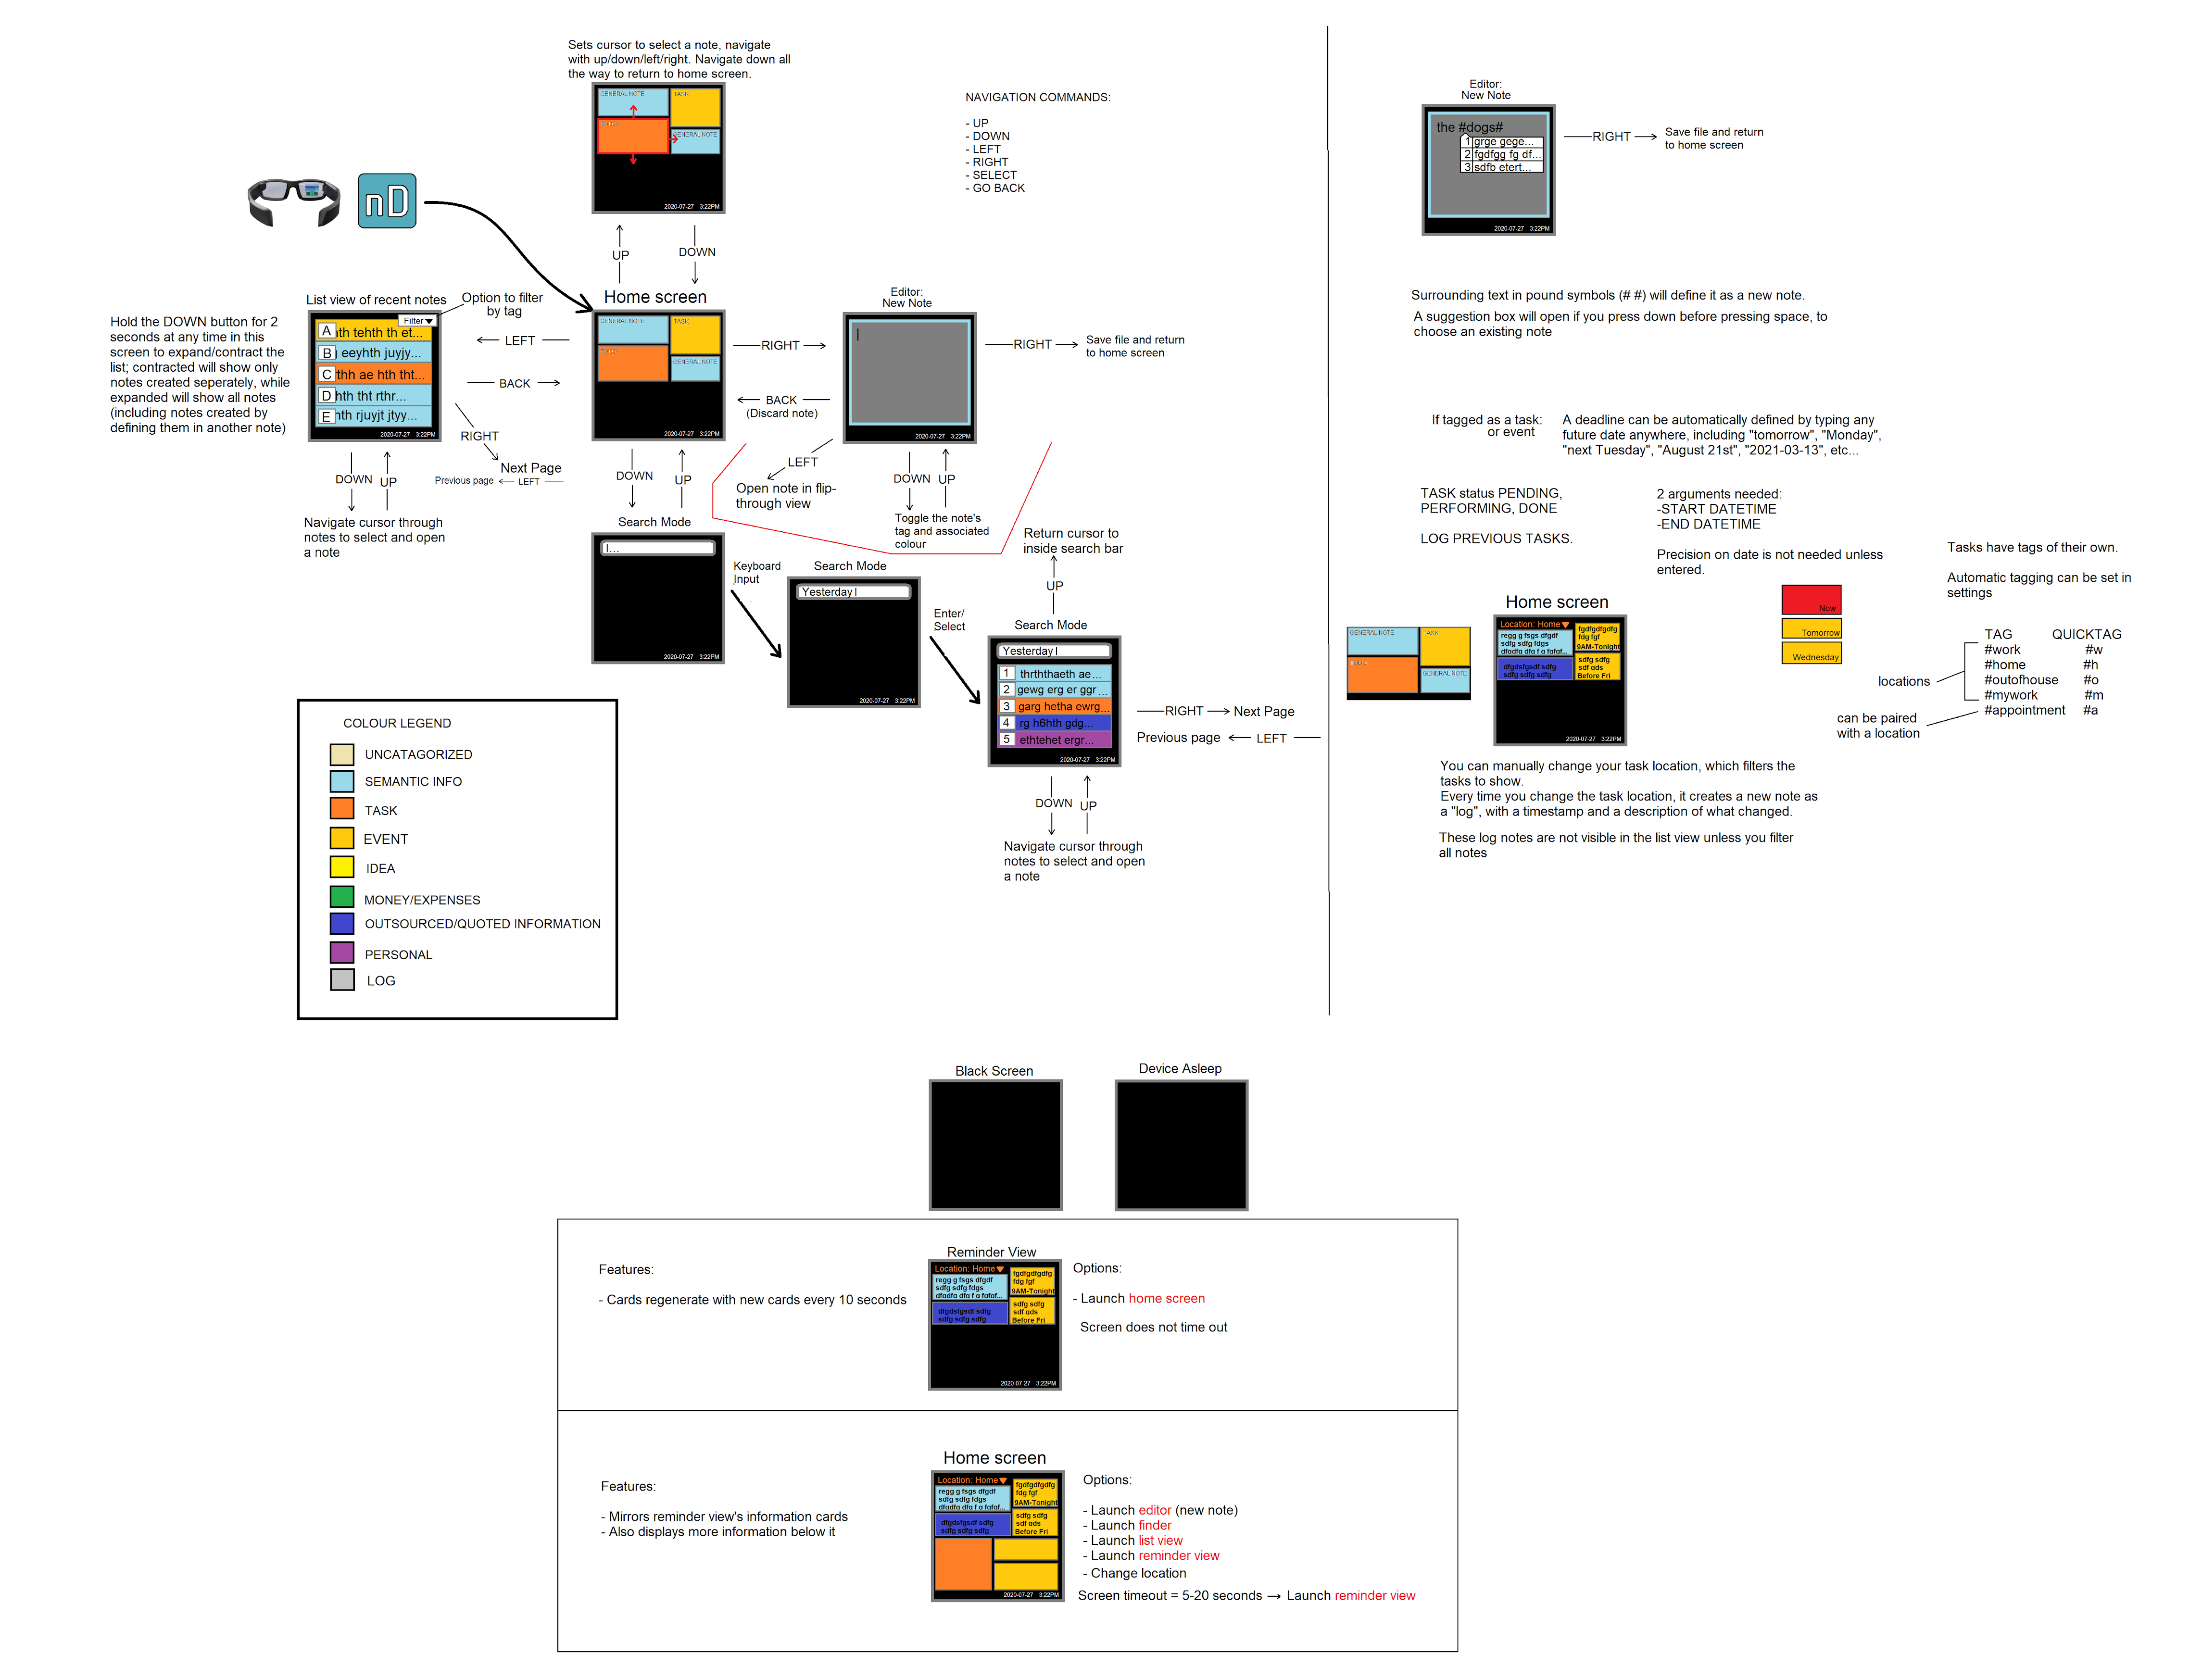 Sets cursor to select a note, navigate
with up/down/left/right. Navigate down all
the way to return to home screen.
GENERAL NOTE
TASK
GENERAL NOTE
2020-07-27 3:22PM
NAVIGATION COMMANDS:
- UP
- DOWN
- LEFT
- RIGHT
- SELECT
- GO BACK
nD
UP
DOWN
Home screen
GENERAL NOTE
TASK
GENERAL NOTE
2020-07-27 3:22PM
List view of recent notes
Option to filter
by tag
Hold the DOWN button for 2
seconds at any time in this
screen to expand/contract the
list; contracted will show only
notes created seperately, while
expanded will show all notes
(including notes created by
defining them in another note)
Filter
A th tehth th et...
B eeyhth juyjy...
C thh ae hth tht...
D hth tht rthr...
E hth rjuyjt jtyy...
2020-07-27 3:22PM
LEFT
BACK
RIGHT
Next Page
Previous page LEFT
DOWN UP
Navigate cursor through
notes to select and open
a note
RIGHT
BACK
(Discard note)
Editor:
New Note
2020-07-27 3:22PM
RIGHT
Save file and return
to home screen
LEFT
Open note in flip-
through view
DOWN UP
Toggle the note's
tag and associated
colour
DOWN
UP
Search Mode
I...
2020-07-27 3:22PM
Keyboard
Input
Search Mode
Yesterday
2020-07-27 3:22PM
Enter/
Select
Return cursor to
inside search bar
UP
Search Mode
Yesterday
1 thrththaeth ae...
2 gewg erg er ggr ...
3 garg hetha ewrg...
4 rg h6hth gdg...
5 ethtehet ergr...
2020-07-27 3:22PM
RIGHT Next Page
Previous page LEFT
DOWN UP
Navigate cursor through
notes to select and open
a note
COLOUR LEGEND
UNCATAGORIZED
SEMANTIC INFO
TASK
EVENT
IDEA
MONEY/EXPENSES
OUTSOURCED/QUOTED INFORMATION
PERSONAL
LOG
Editor:
New Note
the #dogs#
1 grge gege...
2 fgdfgg fg df...
3 sdfb etert...
2020-07-27 3:22PM
RIGHT
Save file and return
to home screen
Surrounding text in pound symbols (# #) will define it as a new note.
A suggestion box will open if you press down before pressing space, to
choose an existing note
If tagged as a task:
or event
A deadline can be automatically defined by typing any
future date anywhere, including "tomorrow", "Monday",
"next Tuesday", "August 21st", "2021-03-13", etc...
TASK status PENDING,
PERFORMING, DONE
LOG PREVIOUS TASKS.
2 arguments needed:
-START DATETIME
-END DATETIME
Precision on date is not needed unless
entered.
Tasks have tags of their own.
Automatic tagging can be set in
settings
GENERAL NOTE
TASK
GENERAL NOTE
Home screen
Location: Home
regg g fsgs dfgdf
sdfg sdfg fdgs
dfadfa dfa f a fafaf...
fgdfgdfgdfg
fdg fgf
9AM-Tonight
dfgdsfgsdf sdfg
sdfg sdfg sdfg
sdfg sdfg
sdf ads
Before Fri
2020-07-27 3:22PM
Now
Tomorrow
Wednesday
TAG QUICKTAG
#work #w
#home #h
#outofhouse #o
#mywork #m
#appointment #a
locations
can be paired
with a location
You can manually change your task location, which filters the
tasks to show.
Every time you change the task location, it creates a new note as
a "log", with a timestamp and a description of what changed.
These log notes are not visible in the list view unless you filter
all notes
Black Screen
Device Asleep
Features:
- Cards regenerate with new cards every 10 seconds
Reminder View
Location: Home
regg g fsgs dfgdf
sdfg sdfg fdgs
dfadfa dfa f a fafaf...
fgdfgdfgdfg
fdg fgf
9AM-Tonight
dfgdsfgsdf sdfg
sdfg sdfg sdfg
sdfg sdfg
sdf ads
Before Fri
2020-07-27 3:22PM
Options:
- Launch home screen
Screen does not time out
Features:
- Mirrors reminder view's information cards
- Also displays more information below it
Home screen
Location: Home
regg g fsgs dfgdf
sdfg sdfg fdgs
dfadfa dfa f a fafaf...
fgdfgdfgdfg
fdg fgf
9AM-Tonight
dfgdsfgsdf sdfg
sdfg sdfg sdfg
sdfg sdfg
sdf ads
Before Fri
2020-07-27 3:22PM
Options:
- Launch editor (new note)
- Launch finder
- Launch list view
- Launch reminder view
- Change location
Screen timeout = 5-20 seconds → Launch reminder view